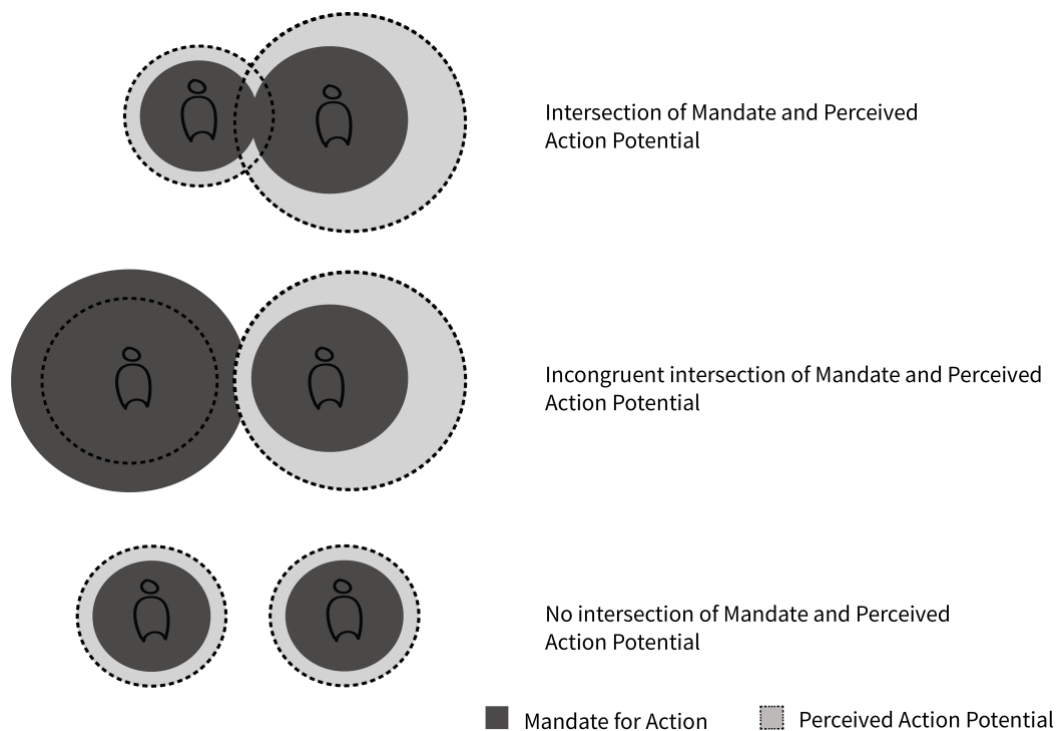 Intersection of Mandate and Perceived
Action Potential
Incongruent intersection of Mandate and Perceived
Action Potential
No intersection of Mandate and Perceived
Action Potential
Mandate for Action
Perceived Action Potential